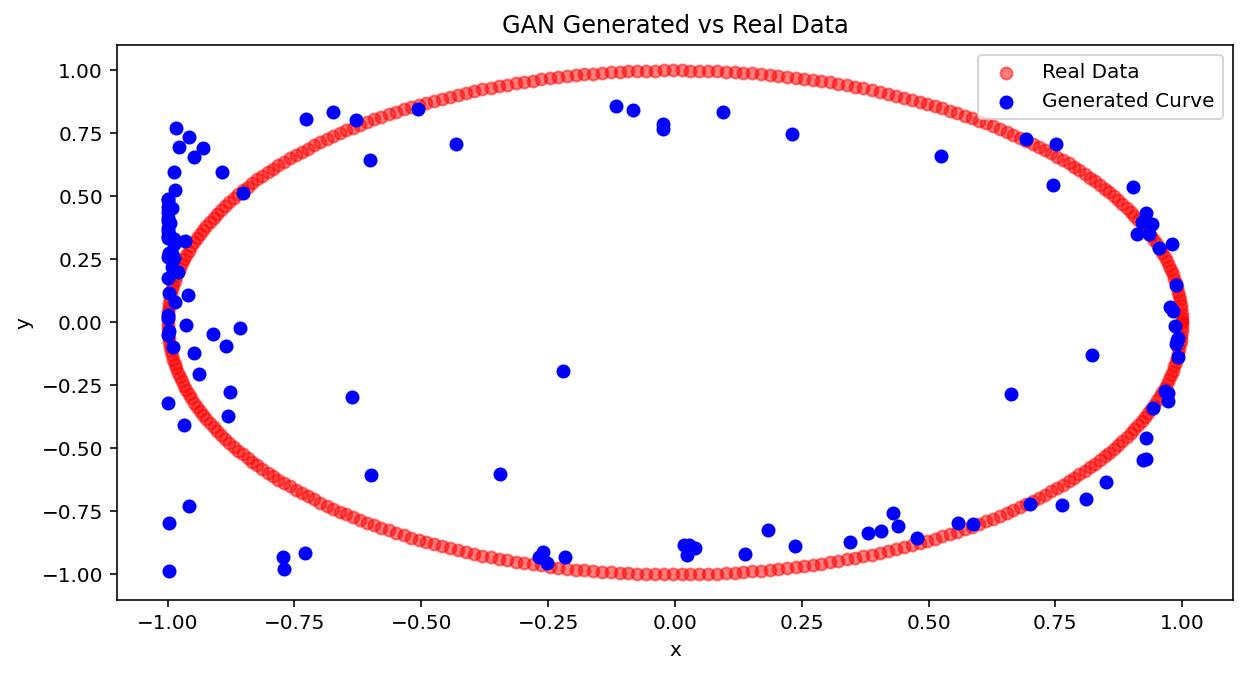 GAN Generated vs Real Data
Real Data
Generated Curve
1.00
0.75
0.50
0.25
0.00
−0.25
−0.50
−0.75
−1.00
y
−1.00 −0.75 −0.50 −0.25 0.00 0.25 0.50 0.75 1.00
x